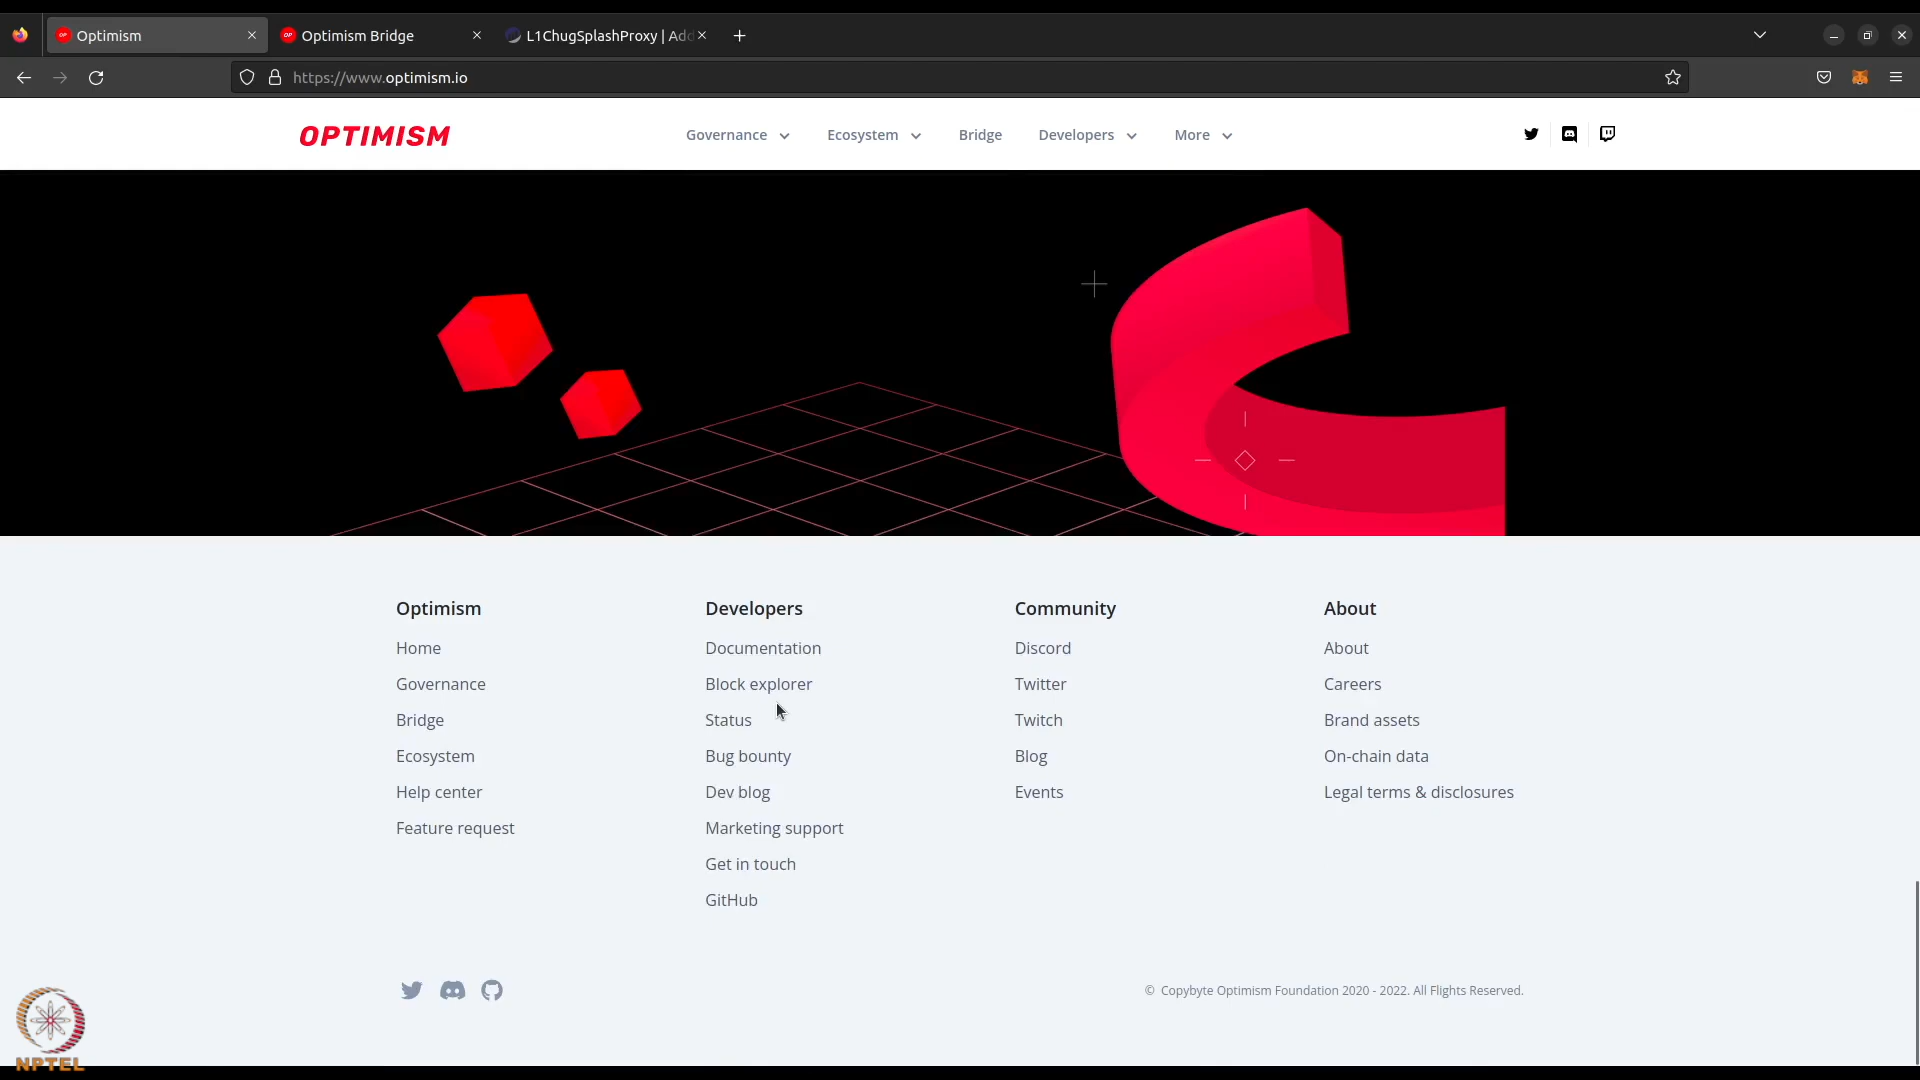 Optimism
Optimism Bridge
L1ChugSplashProxy | Add
https://www.optimism.io
OPTIMISM
Governance
Ecosystem
Bridge
Developers
More
Optimism
Home
Governance
Bridge
Ecosystem
Help center
Feature request
Developers
Documentation
Block explorer
Status
Bug bounty
Dev blog
Marketing support
Get in touch
GitHub
Community
Discord
Twitter
Twitch
Blog
Events
About
About
Careers
Brand assets
On-chain data
Legal terms & disclosures
© Copybyte Optimism Foundation 2020 - 2022. All Flights Reserved.
NPTEL